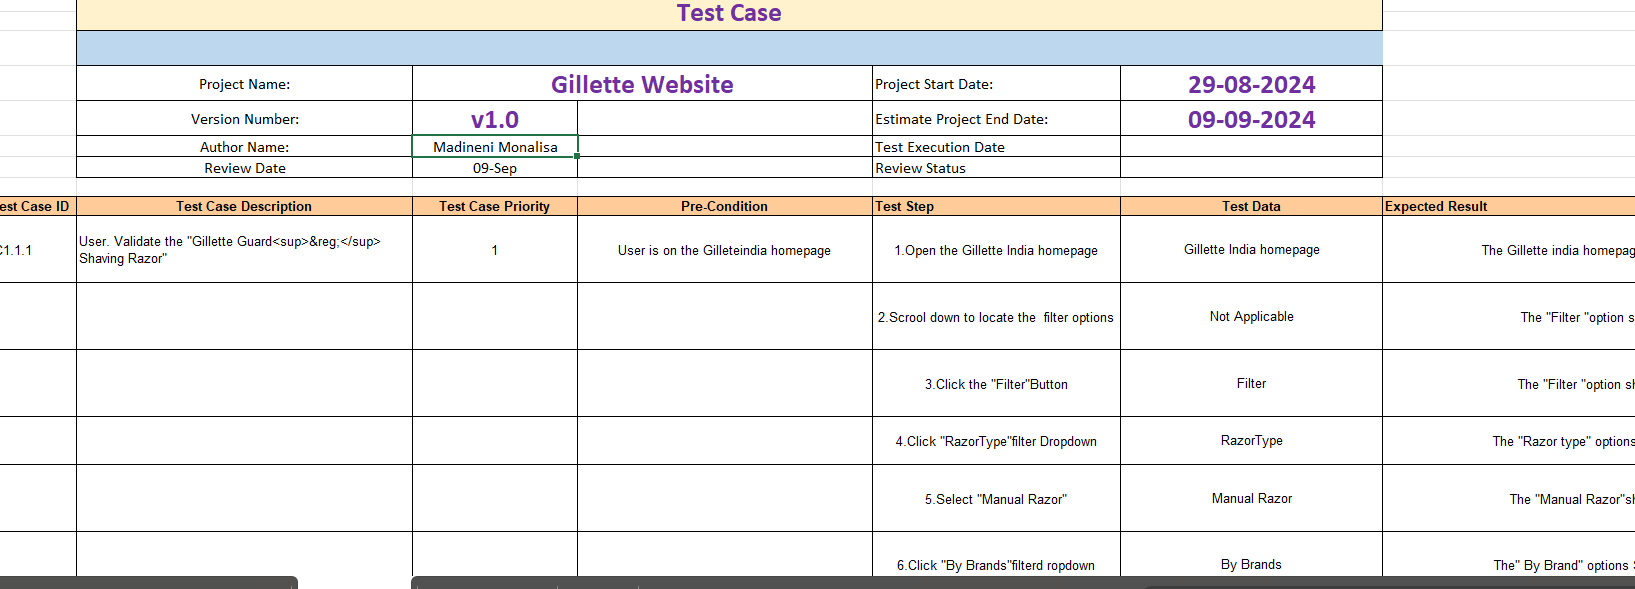 Test Case
Project Name: Gillette Website Project Start Date: 29-08-2024
Version Number: v1.0 Estimate Project End Date: 09-09-2024
Author Name: Madineni Monalisa Test Execution Date
Review Date 09-Sep Review Status
est Case ID Test Case Description Test Case Priority Pre-Condition Test Step Test Data Expected Result
User. Validate the "Gillette Guard<sup>&reg;</sup>
Shaving Razor"
1.1.1 1 User is on the Gilleteindia homepage 1.Open the Gillette India homepage Gillette India homepage The Gillette india homepag
2.Scrool down to locate the  filter options Not Applicable The "Filter "option s
3.Click the "Filter"Button Filter The "Filter "option sh
4.Click "RazorType"filter Dropdown RazorType The "Razor type" options
5.Select "Manual Razor" Manual Razor The "Manual Razor"sh
6.Click "By Brands"filterd ropdown By Brands The" By Brand" options